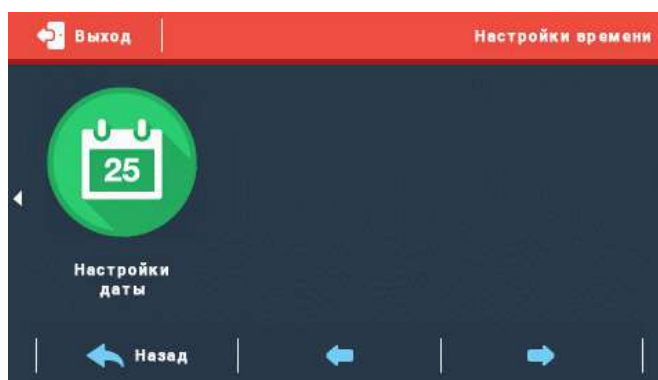 Выход
Настройки времени
25
Настройки
даты
Назад